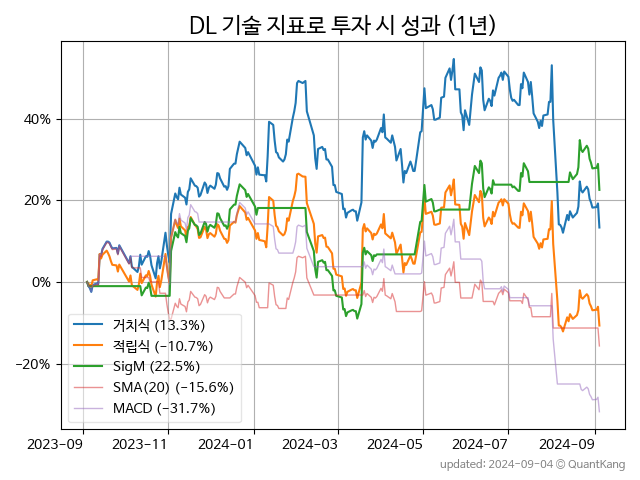 DL 기술 지표로 투자 시 성과 (1년)
40%
20%
0%
−20%
거치식 (13.3%)
적립식 (−10.7%)
SigM (22.5%)
SMA(20) (−15.6%)
MACD (−31.7%)
2023-09 2023-11 2024-01 2024-03 2024-05 2024-07 2024-09
updated: 2024-09-04 © QuantKang